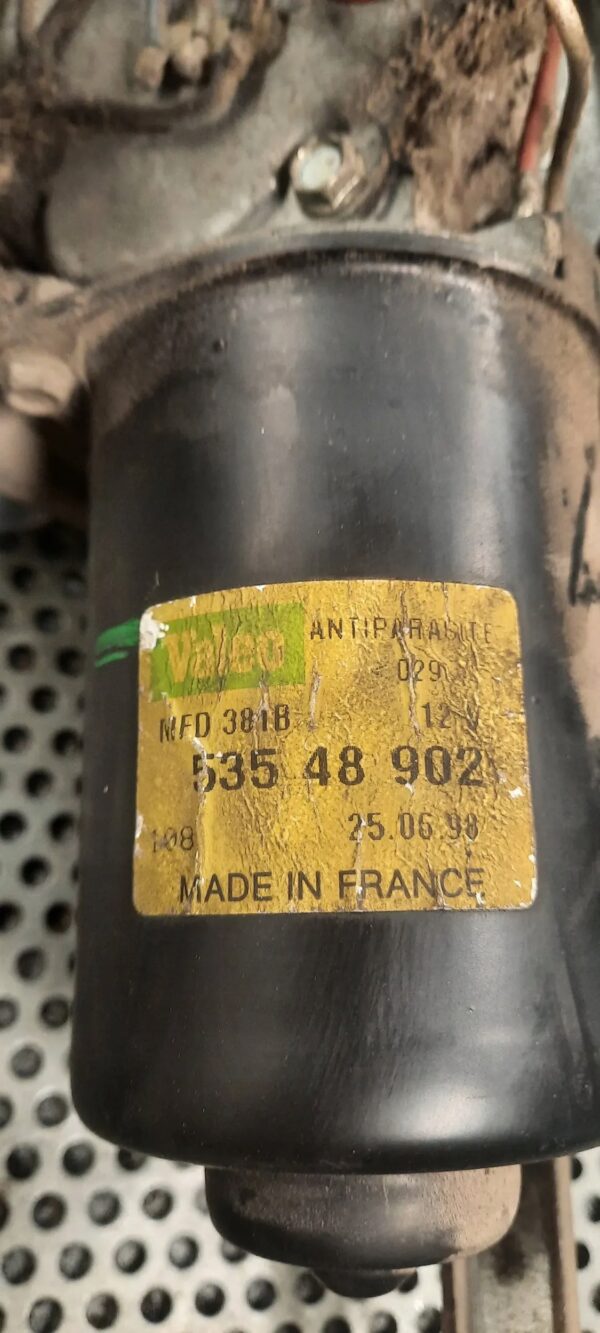 Valeo ANTIPARASITE
029
MFD 381B 12 V
535 48 902
108 25.06.98
MADE IN FRANCE